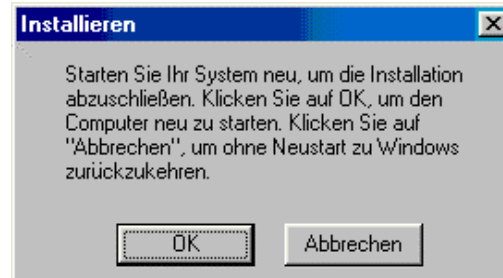 Installieren
Starten Sie Ihr System neu, um die Installation
abzuschließen. Klicken Sie auf OK, um den
Computer neu zu starten. Klicken Sie auf
"Abbrechen", um ohne Neustart zu Windows
zurückzukehren.
OK
Abbrechen